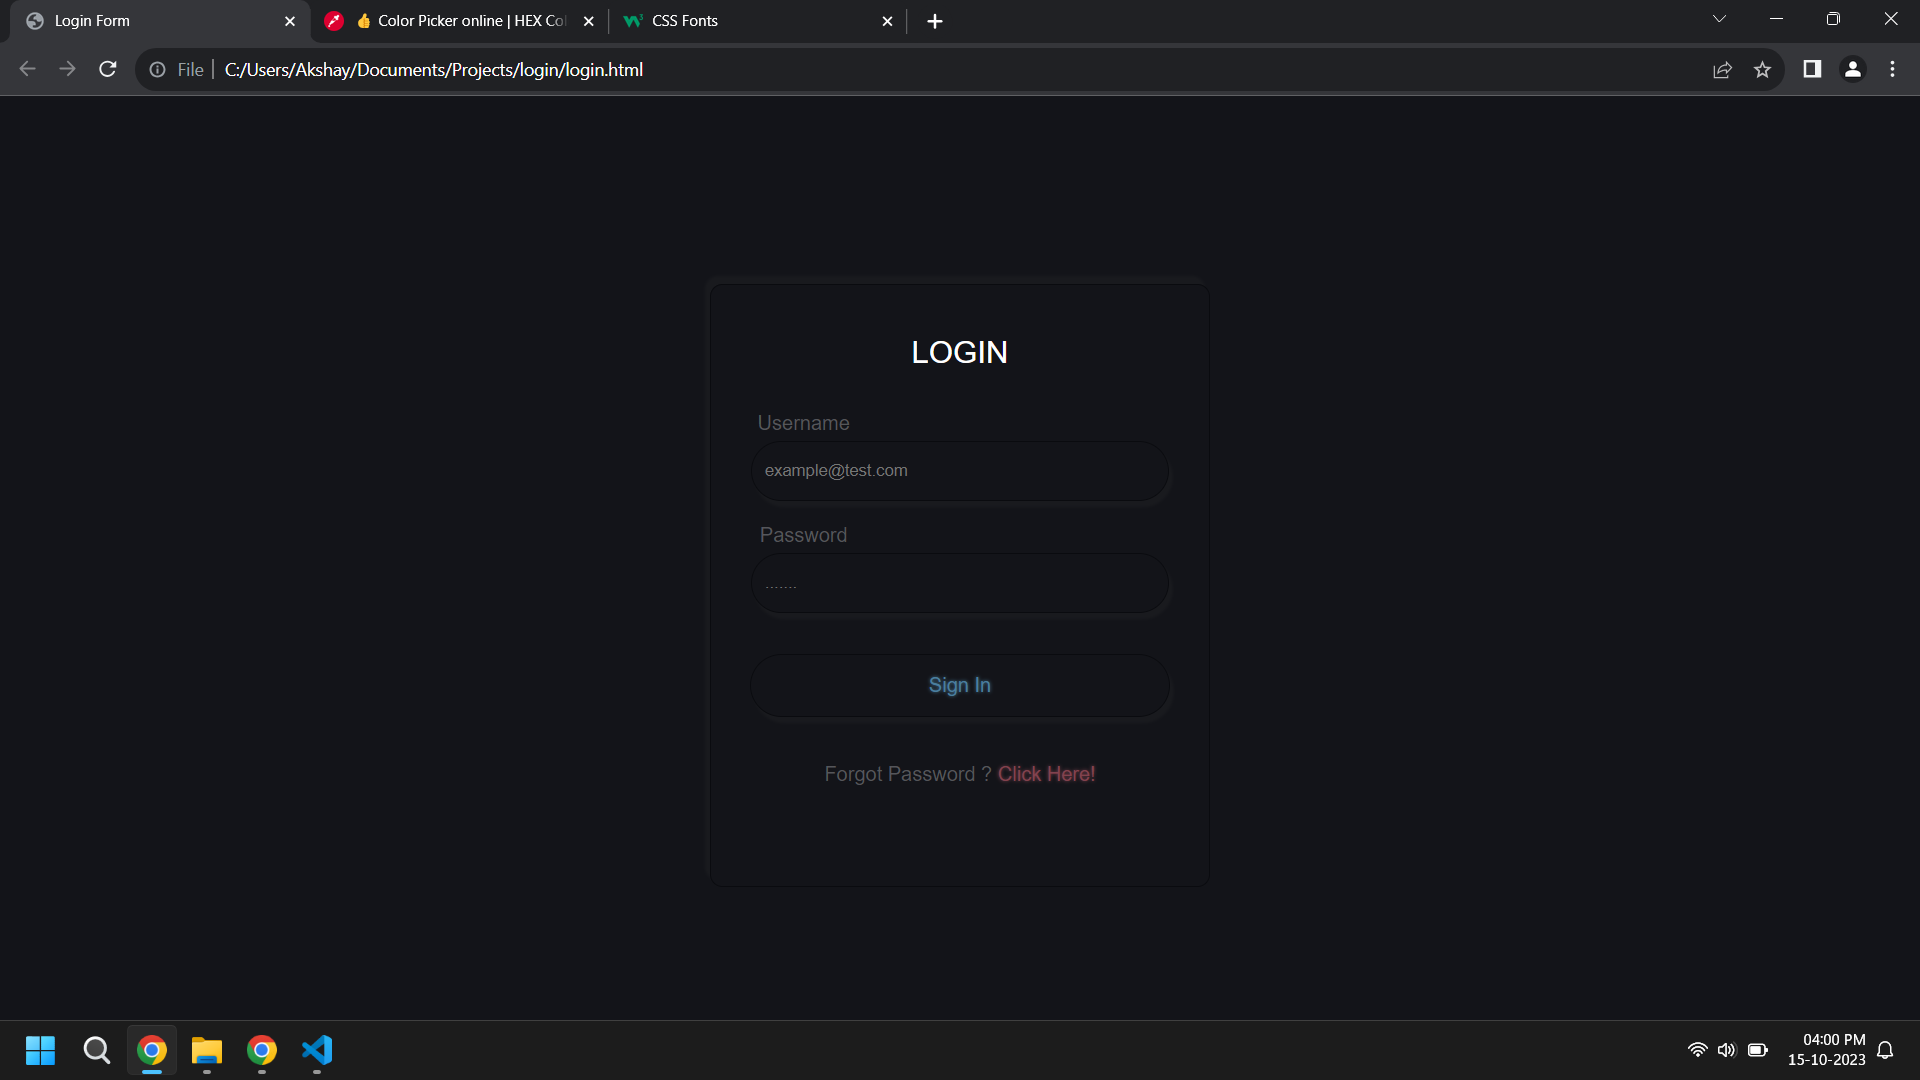 Login Form
👍 Color Picker online | HEX Co
CSS Fonts
File
C:/Users/Akshay/Documents/Projects/login/login.html
LOGIN
Username
example@test.com
Password
.......
Sign In
Forgot Password ? Click Here!
04:00 PM
15-10-2023